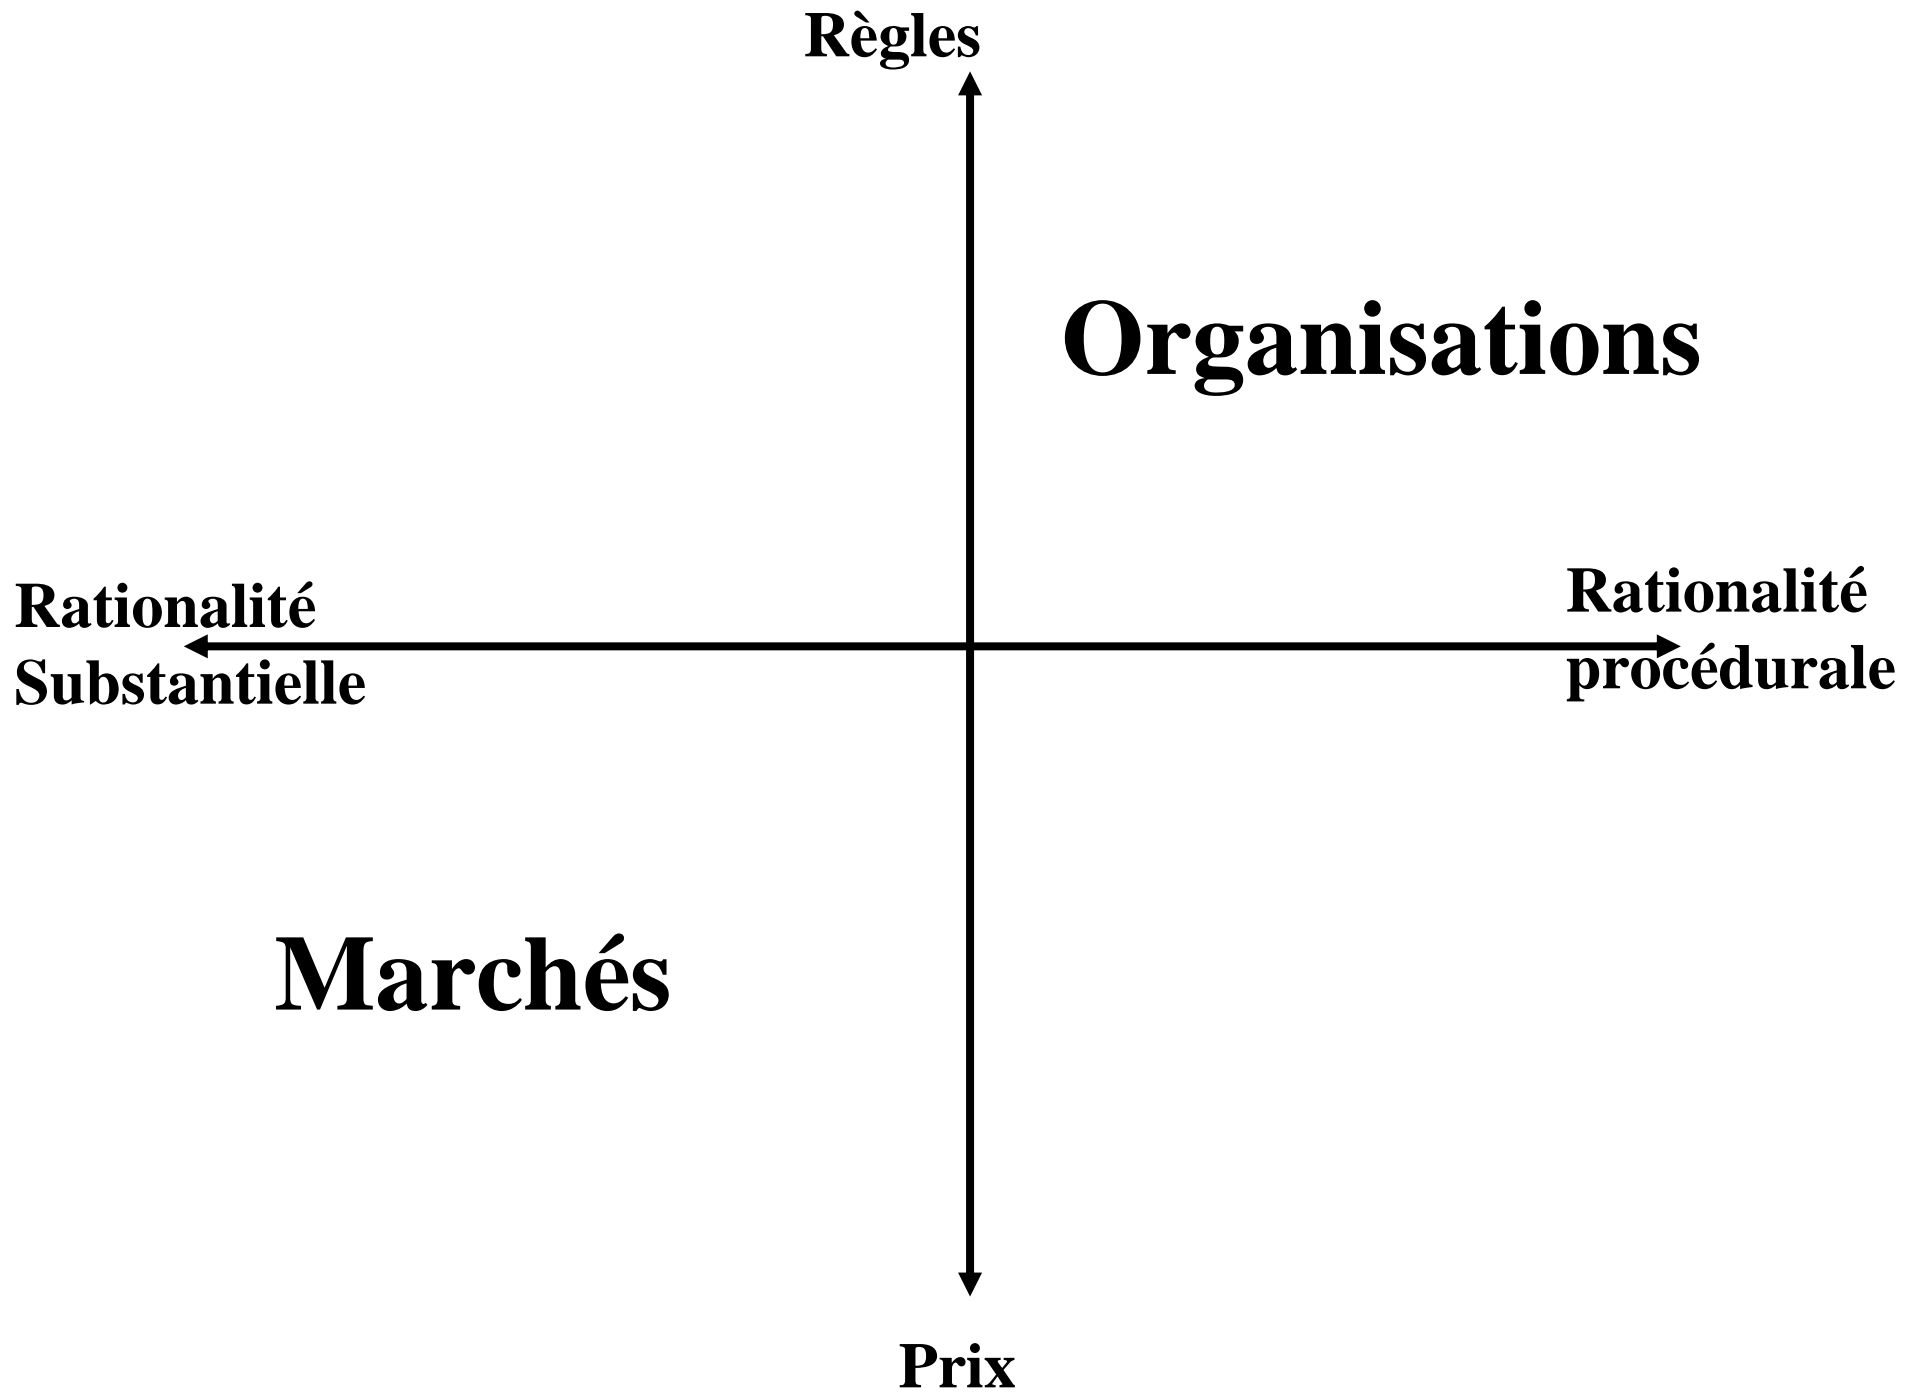 Règles
Organisations
Rationalité
Substantielle
Rationalité
procédurale
Marchés
Prix